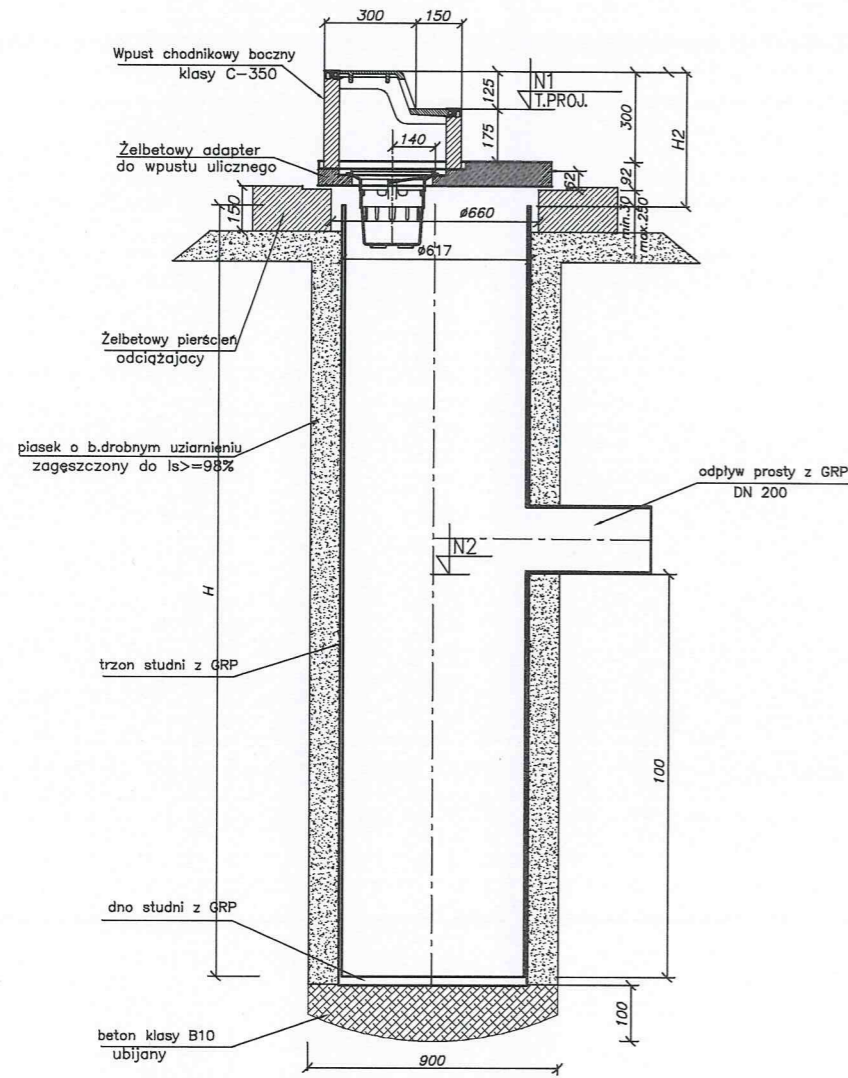 300
150
Wpust chodnikowy boczny
klasy C-350
N1
T.PROJ.
125
175
300
H2
140
Żelbetowy adapter
do wpustu ulicznego
62
92
150
min.30
max.250
ø660
ø617
Żelbetowy pierścień
odciążajacy
piasek o b.drobnym uziarnieniu
zagęszczony do Is>=98%
odpływ prosty z GRP
DN 200
N2
H
trzon studni z GRP
100
dno studni z GRP
100
beton klasy B10
ubijany
900